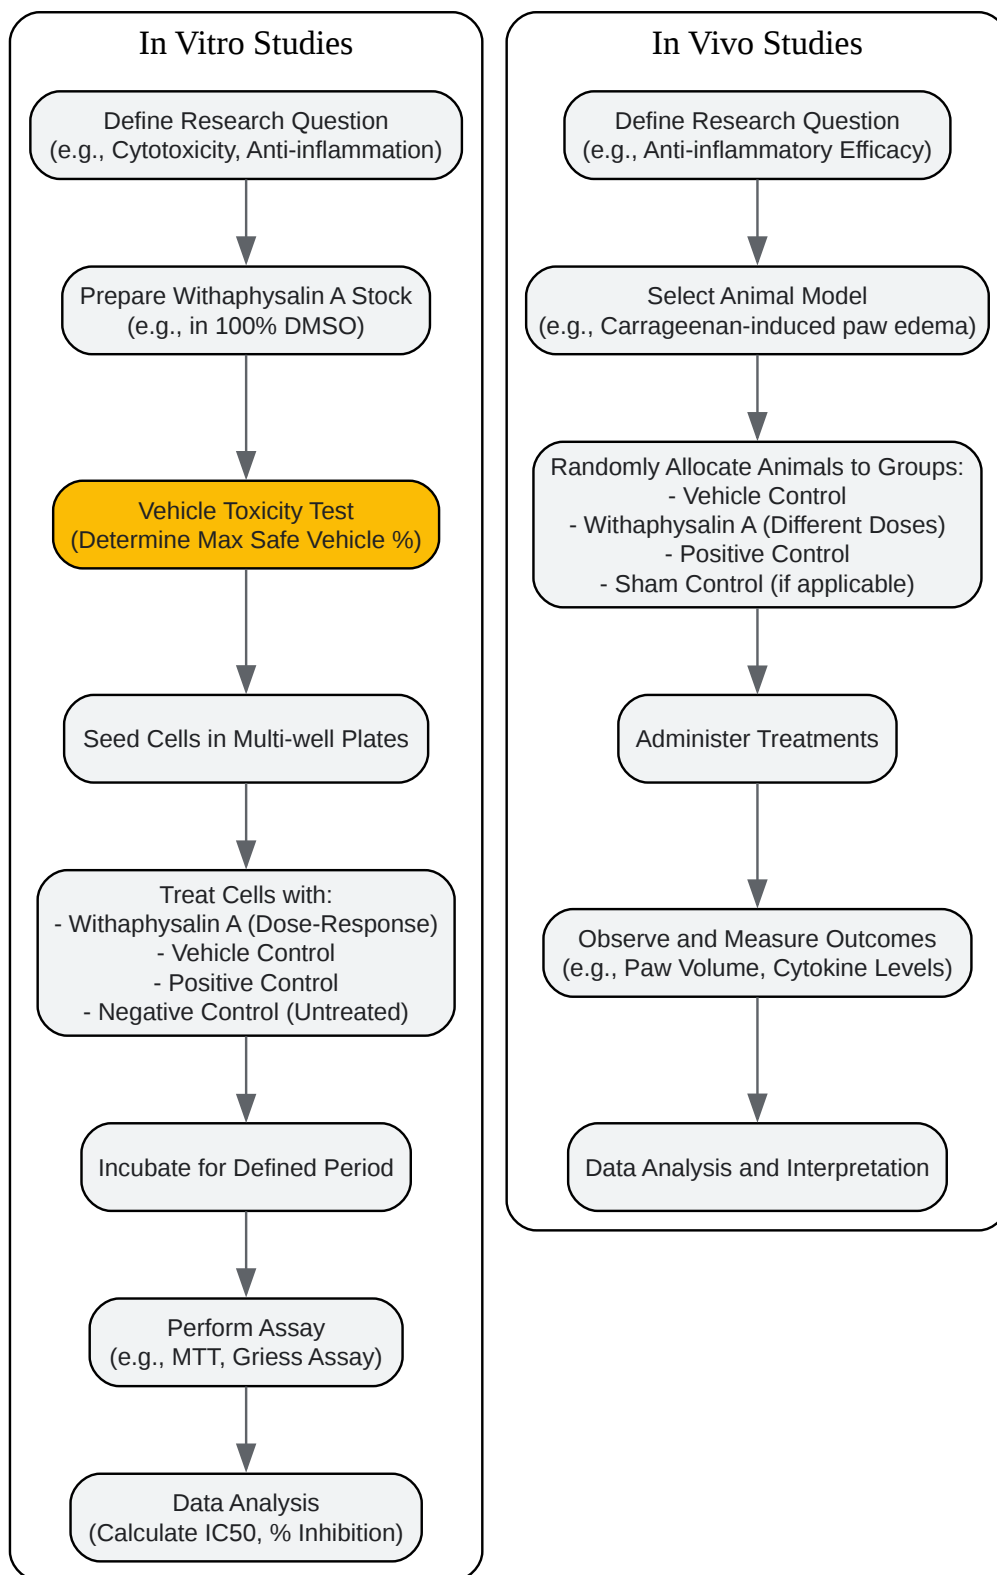 In Vitro Studies
Define Research Question
(e.g., Cytotoxicity, Anti-inflammation)
Prepare Withaphysalin A Stock
(e.g., in 100% DMSO)
Vehicle Toxicity Test
(Determine Max Safe Vehicle %)
Seed Cells in Multi-well Plates
Treat Cells with:
- Withaphysalin A (Dose-Response)
- Vehicle Control
- Positive Control
- Negative Control (Untreated)
Incubate for Defined Period
Perform Assay
(e.g., MTT, Griess Assay)
Data Analysis
(Calculate IC50, % Inhibition)
In Vivo Studies
Define Research Question
(e.g., Anti-inflammatory Efficacy)
Select Animal Model
(e.g., Carrageenan-induced paw edema)
Randomly Allocate Animals to Groups:
- Vehicle Control
- Withaphysalin A (Different Doses)
- Positive Control
- Sham Control (if applicable)
Administer Treatments
Observe and Measure Outcomes
(e.g., Paw Volume, Cytokine Levels)
Data Analysis and Interpretation